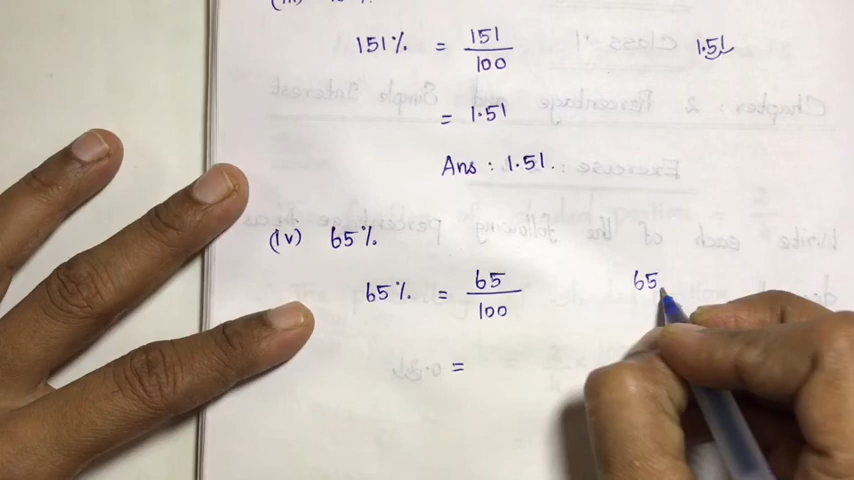 151% = 151/100 1.51
= 1.51
Ans : 1.51.
(iv) 65%
65% = 65/100 65
=